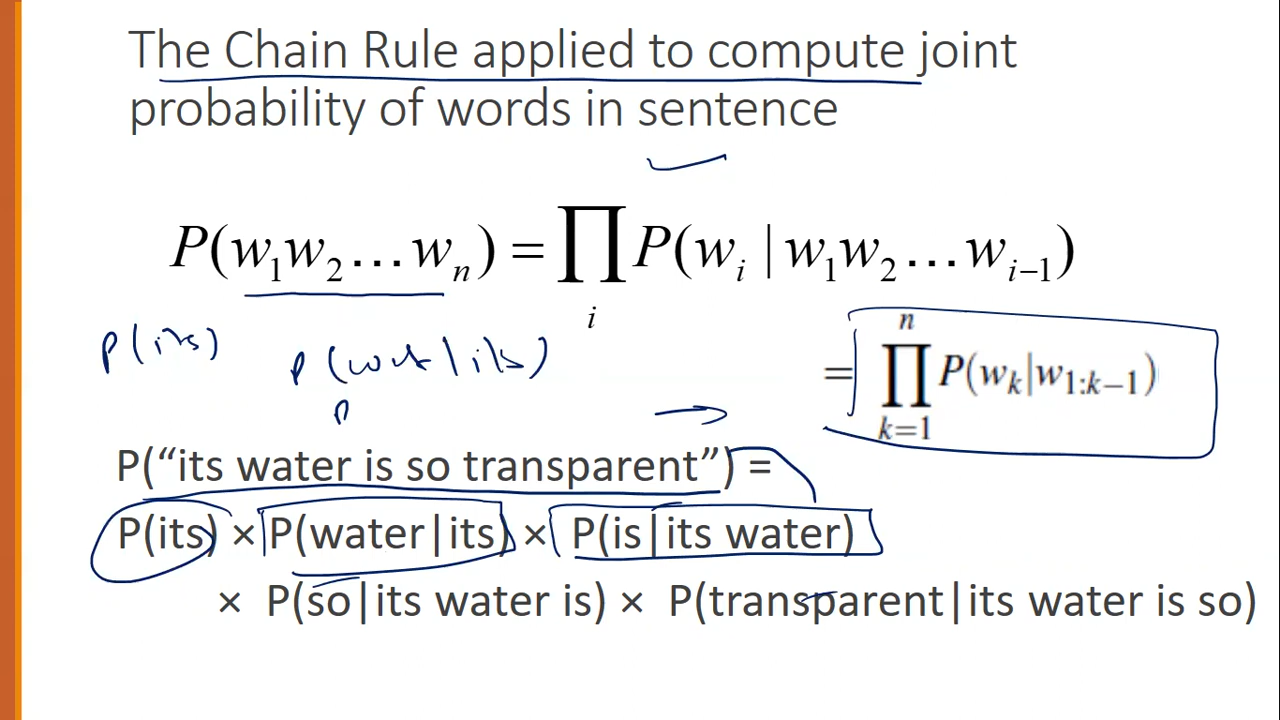 The Chain Rule applied to compute joint
probability of words in sentence
P(w₁w₂…wₙ) = ∏ᵢ P(wᵢ | w₁w₂…wᵢ₋₁)
P(its)
P( | its)
P
= ∏ₖ₌₁ⁿ P(wₖ|w₁:ₖ₋₁)
P(“its water is so transparent”) =
P(its) × P(water|its) × P(is|its water)
× P(so|its water is) × P(transparent|its water is so)